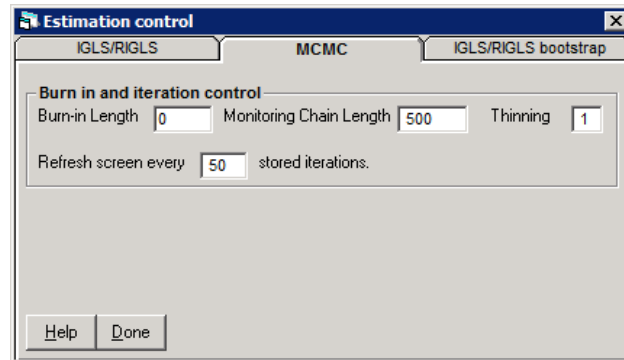 Estimation control
IGLS/RIGLS MCMC IGLS/RIGLS bootstrap
Burn in and iteration control
Burn-in Length 0 Monitoring Chain Length 500 Thinning 1
Refresh screen every 50 stored iterations.
Help Done